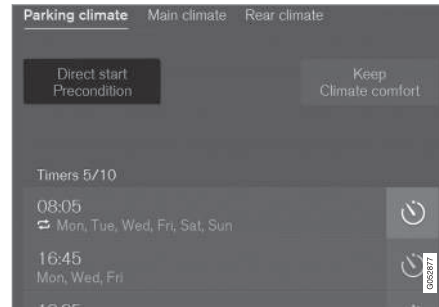 Parking climate Main climate Rear climate
Direct start
Precondition
Keep
Climate comfort
Timers 5/10
08:05
Mon, Tue, Wed, Fri, Sat, Sun
16:45
Mon, Wed, Fri
G052877